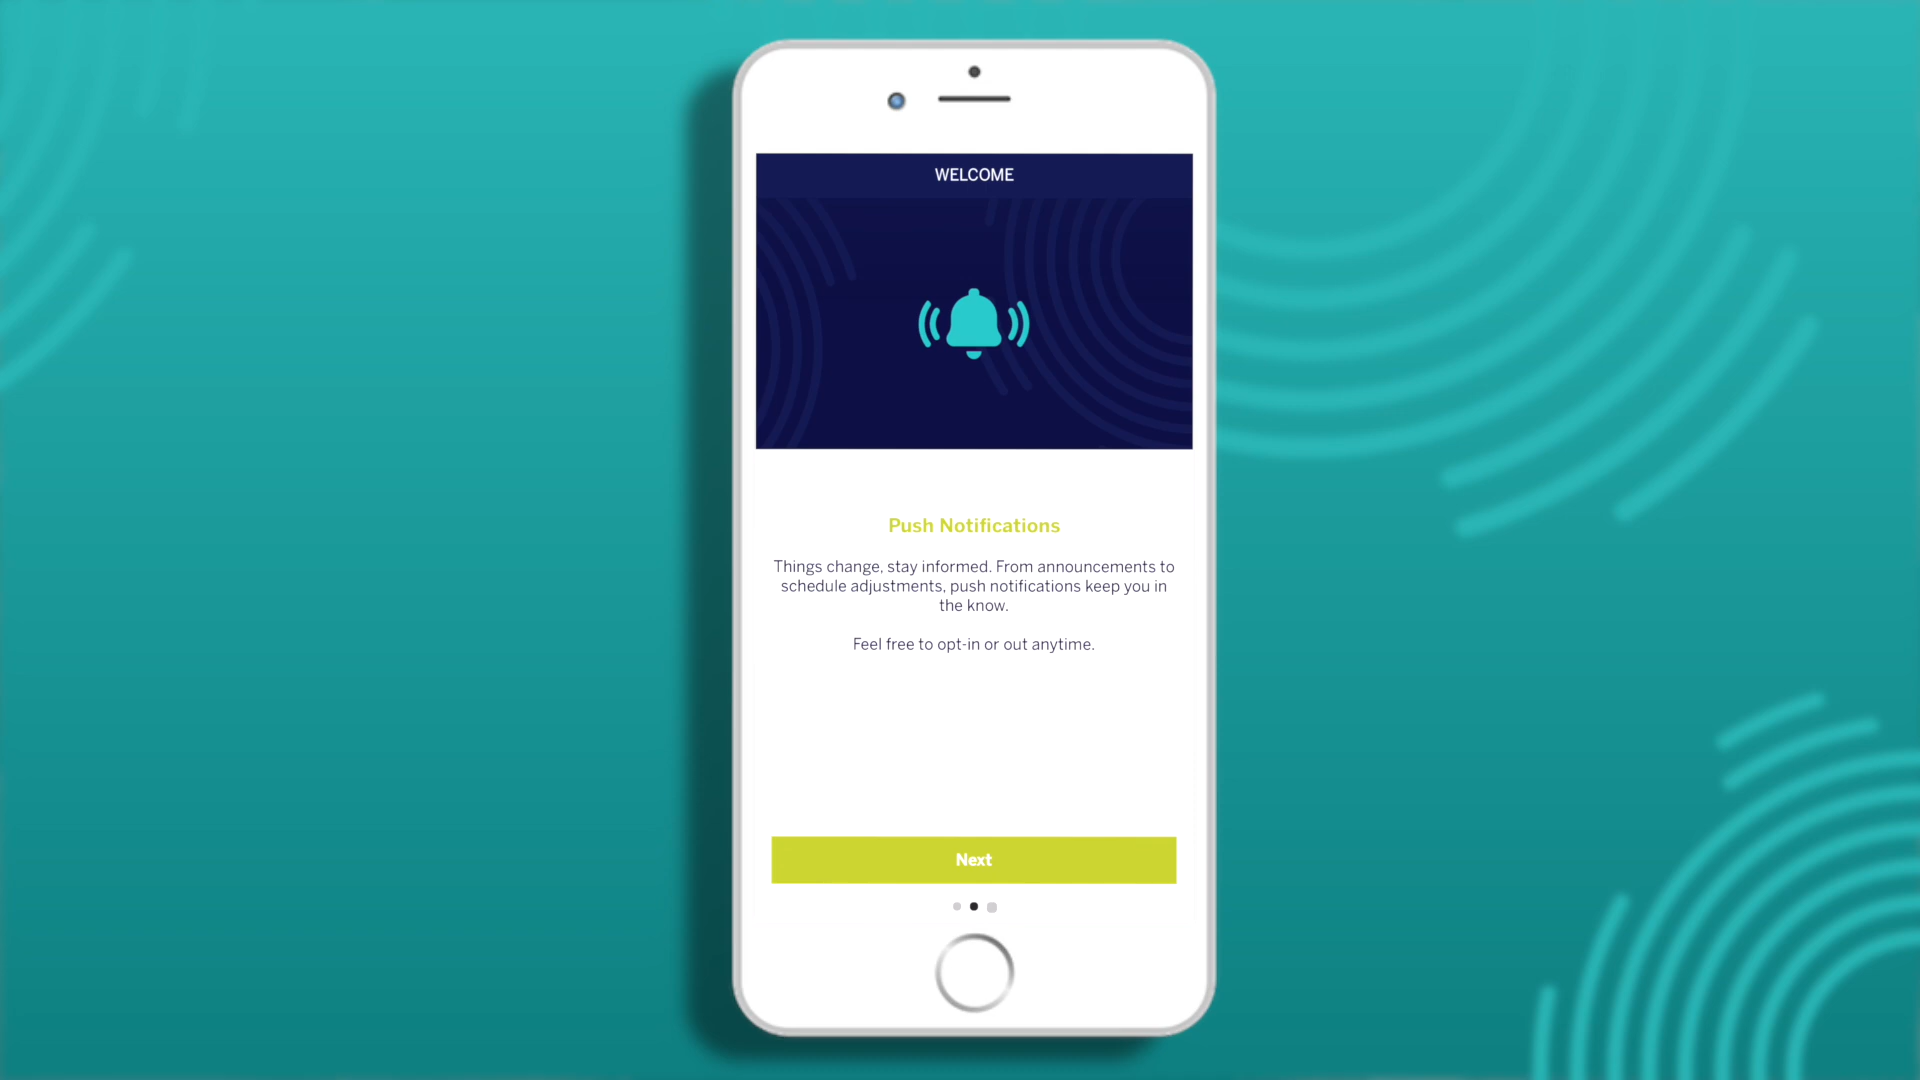 WELCOME
Push Notifications
Things change, stay informed. From announcements to
schedule adjustments, push notifications keep you in
the know.
Feel free to opt-in or out anytime.
Next